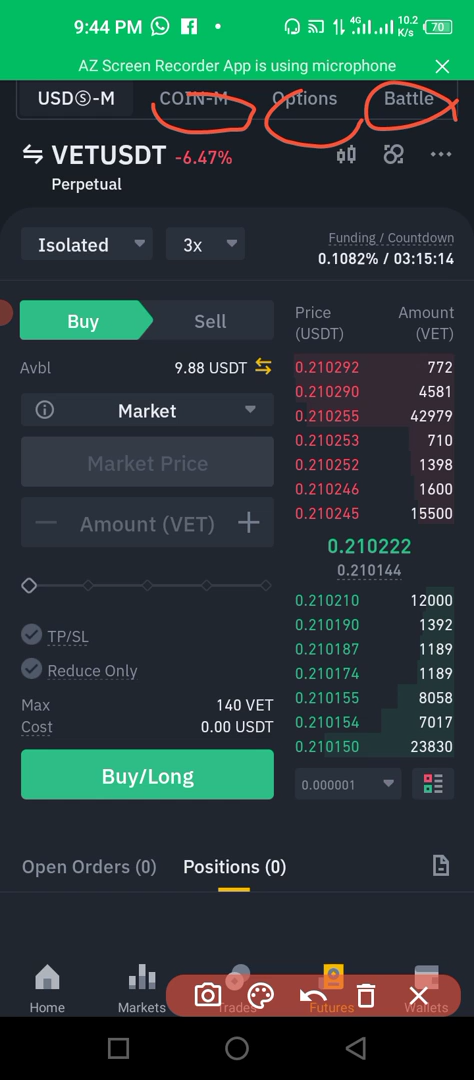 9:44 PM 4G 10.2 K/s 70
AZ Screen Recorder App is using microphone
USDⓈ-M COIN-M Options Battle
VETUSDT -6.47%
Perpetual
Isolated 3x
Funding / Countdown
0.1082% / 03:15:14
Buy Sell
Avbl 9.88 USDT
Market
Market Price
Amount (VET)
TP/SL
Reduce Only
Max 140 VET
Cost 0.00 USDT
Buy/Long
Price Amount
(USDT) (VET)
0.210292 772
0.210290 4581
0.210255 42979
0.210253 710
0.210252 1398
0.210246 1600
0.210245 15500
0.210222
0.210144
0.210210 12000
0.210190 1392
0.210187 1189
0.210174 1189
0.210155 8058
0.210154 7017
0.210150 23830
0.000001
Open Orders (0) Positions (0)
Home Markets Trades Futures Wallets